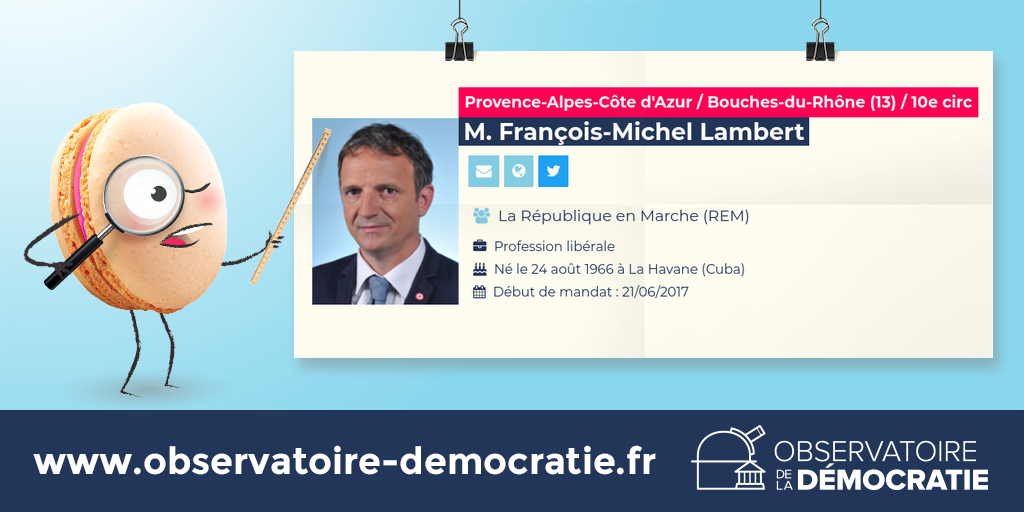 Provence-Alpes-Côte d'Azur / Bouches-du-Rhône (13) / 10e circ
M. François-Michel Lambert
La République en Marche (REM)
Profession libérale
Né le 24 août 1966 à La Havane (Cuba)
Début de mandat : 21/06/2017
www.observatoire-democratie.fr
OBSERVATOIRE
DE LA DÉMOCRATIE